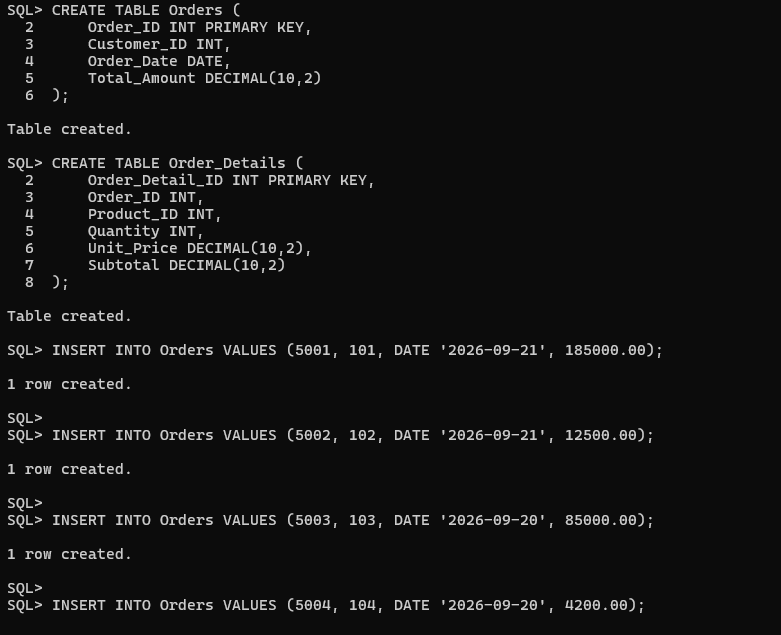 SQL> CREATE TABLE Orders (
  2      Order_ID INT PRIMARY KEY,
  3      Customer_ID INT,
  4      Order_Date DATE,
  5      Total_Amount DECIMAL(10,2)
  6  );
Table created.
SQL> CREATE TABLE Order_Details (
  2      Order_Detail_ID INT PRIMARY KEY,
  3      Order_ID INT,
  4      Product_ID INT,
  5      Quantity INT,
  6      Unit_Price DECIMAL(10,2),
  7      Subtotal DECIMAL(10,2)
  8  );
Table created.
SQL> INSERT INTO Orders VALUES (5001, 101, DATE '2026-09-21', 185000.00);
1 row created.
SQL>
SQL> INSERT INTO Orders VALUES (5002, 102, DATE '2026-09-21', 12500.00);
1 row created.
SQL>
SQL> INSERT INTO Orders VALUES (5003, 103, DATE '2026-09-20', 85000.00);
1 row created.
SQL>
SQL> INSERT INTO Orders VALUES (5004, 104, DATE '2026-09-20', 4200.00);